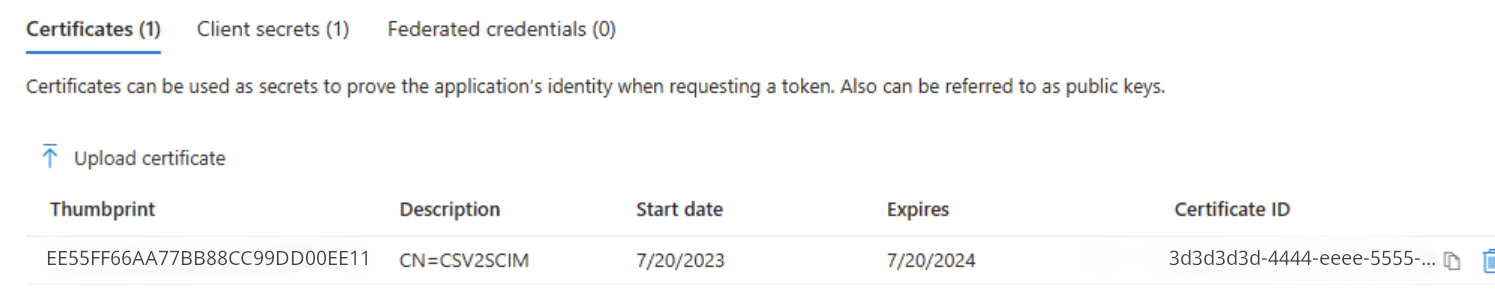 Certificates (1) Client secrets (1) Federated credentials (0)
Certificates can be used as secrets to prove the application's identity when requesting a token. Also can be referred to as public keys.
Upload certificate
Thumbprint Description Start date Expires Certificate ID
EE55FF66AA77BB88CC99DD00EE11 CN=CSV2SCIM 7/20/2023 7/20/2024 3d3d3d3d-4444-eeee-5555-...